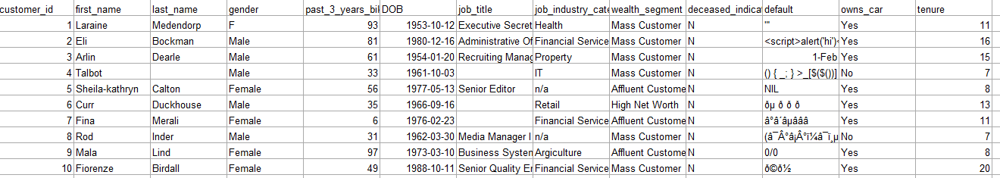 customer_id first_name last_name gender past_3_years_bi DOB job_title job_industry_cate wealth_segment deceased_indicat default owns_car tenure
1 Laraine Medendorp F 93 1953-10-12 Executive Secret Health Mass Customer N "' Yes 11
2 Eli Bockman Male 81 1980-12-16 Administrative Of Financial Service Mass Customer N <script>alert('hi')< Yes 16
3 Arlin Dearle Male 61 1954-01-20 Recruiting Manag Property Mass Customer N 1-Feb Yes 15
4 Talbot Male 33 1961-10-03 IT Mass Customer N () { _; } >_[$($())] No 7
5 Sheila-kathryn Calton Female 56 1977-05-13 Senior Editor n/a Affluent Custome N NIL Yes 8
6 Curr Duckhouse Male 35 1966-09-16 Retail High Net Worth N ðµ ð ð ð Yes 13
7 Fina Merali Female 6 1976-02-23 Financial Service Affluent Custome N â°â´âµâââ Yes 11
8 Rod Inder Male 31 1962-03-30 Media Manager I n/a Mass Customer N (â¯Â°â¡Â°ï¼â¯ï¸µ No 7
9 Mala Lind Female 97 1973-03-10 Business System Argiculture Affluent Custome N 0/0 Yes 8
10 Fiorenze Birdall Female 49 1988-10-11 Senior Quality En Financial Service Mass Customer N ð©ð½ Yes 20